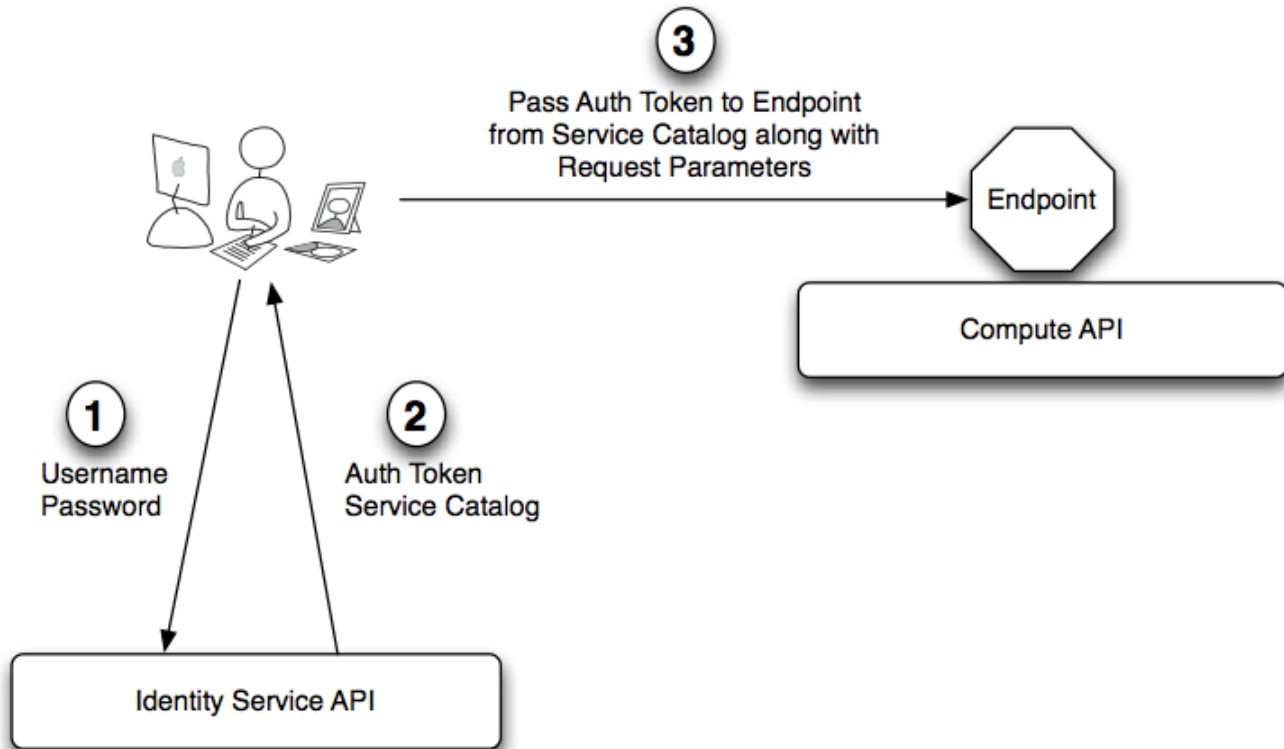 3
Pass Auth Token to Endpoint
from Service Catalog along with
Request Parameters
Endpoint
Compute API
1
Username
Password
2
Auth Token
Service Catalog
Identity Service API